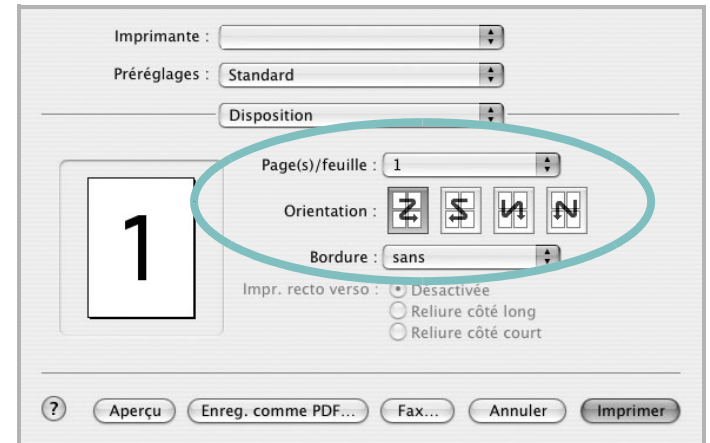 Imprimante :
Préréglages : Standard
Disposition
Page(s)/feuille : 1
1
Orientation :
Bordure : sans
Impr. recto verso : Désactivée
Reliure côté long
Reliure côté court
? Aperçu Enreg. comme PDF... Fax... Annuler Imprimer